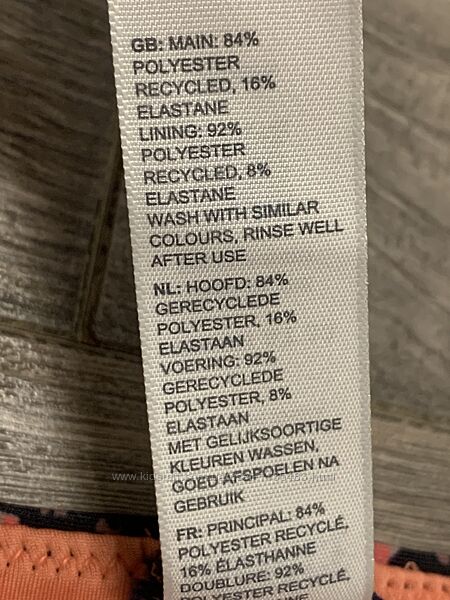 GB: MAIN: 84%
POLYESTER
RECYCLED, 16%
ELASTANE
LINING: 92%
POLYESTER
RECYCLED, 8%
ELASTANE
WASH WITH SIMILAR
COLOURS, RINSE WELL
AFTER USE
NL: HOOFD: 84%
GERECYCLEDE
POLYESTER, 16%
ELASTAAN
VOERING: 92%
GERECYCLEDE
POLYESTER, 8%
ELASTAAN
MET GELIJKSOORTIGE
KLEUREN WASSEN,
GOED AFSPOELEN NA
GEBRUIK
FR: PRINCIPAL: 84%
POLYESTER RECYCLÉ,
16% ÉLASTHANNE
DOUBLURE: 92%
POLYESTER RECYCLÉ,